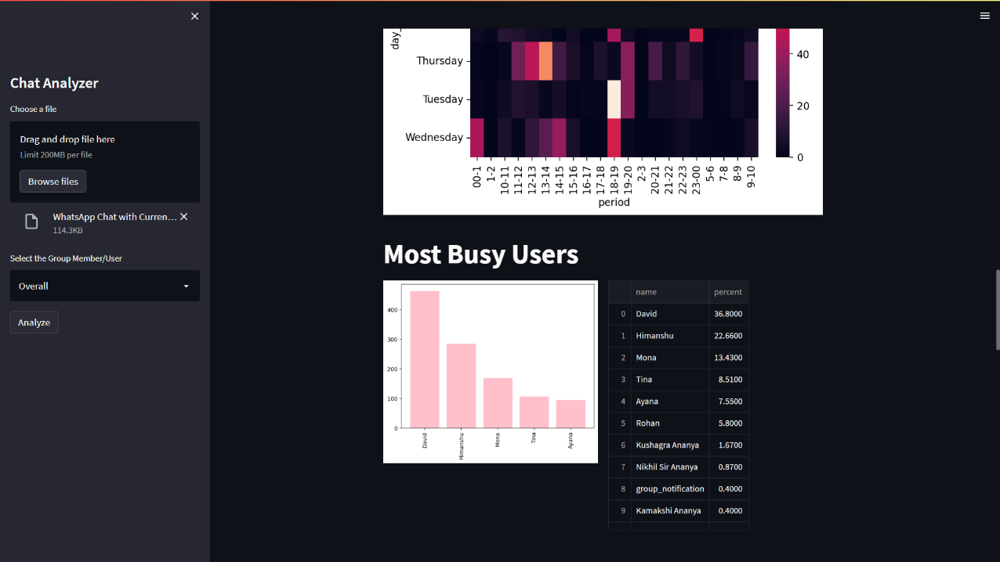 Chat Analyzer
Choose a file
Drag and drop file here
Limit 200MB per file
Browse files
WhatsApp Chat with Curren...
114.3KB
Select the Group Member/User
Overall
Analyze
day_
Thursday
Tuesday
Wednesday
00-1 1-2 10-11 11-12 12-13 13-14 14-15 15-16 16-17 17-18 18-19 19-20 2-3 20-21 21-22 22-23 23-00 5-6 7-8 8-9 9-10
period
40
20
0
Most Busy Users
400
300
200
100
0
David Himanshu Mona Tina Ayana
name percent
0 David 36.8000
1 Himanshu 22.6600
2 Mona 13.4300
3 Tina 8.5100
4 Ayana 7.5500
5 Rohan 5.8000
6 Kushagra Ananya 1.6700
7 Nikhil Sir Ananya 0.8700
8 group_notification 0.4000
9 Kamakshi Ananya 0.4000